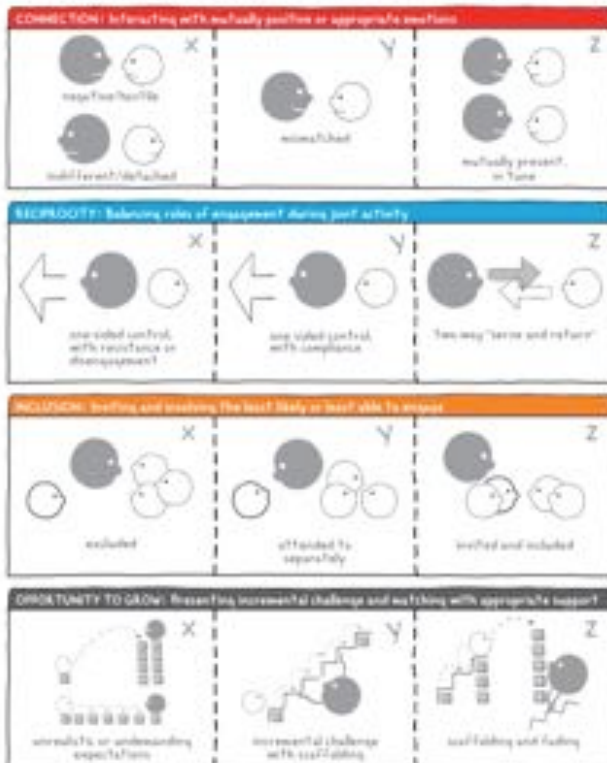 CONNECTION: Interacting with mutually positive or appropriate emotions
X
Y
Z
negative/hostile
mismatched
indifferent/detached
mutually present,
in tune
RECIPROCITY: Balancing roles of engagement during joint activity
X
Y
Z
one-sided control,
with resistance or
disengagement
one sided control,
with compliance
two way "serve and return"
INCLUSION: Inviting and involving the least likely or least able to engage
X
Y
Z
excluded
attended to
separately
invited and included
OPPORTUNITY TO GROW: Presenting incremental challenge and matching with appropriate support
X
Y
Z
unrealistic or undemanding
expectations
incremental challenge
with scaffolding
scaffolding and fading